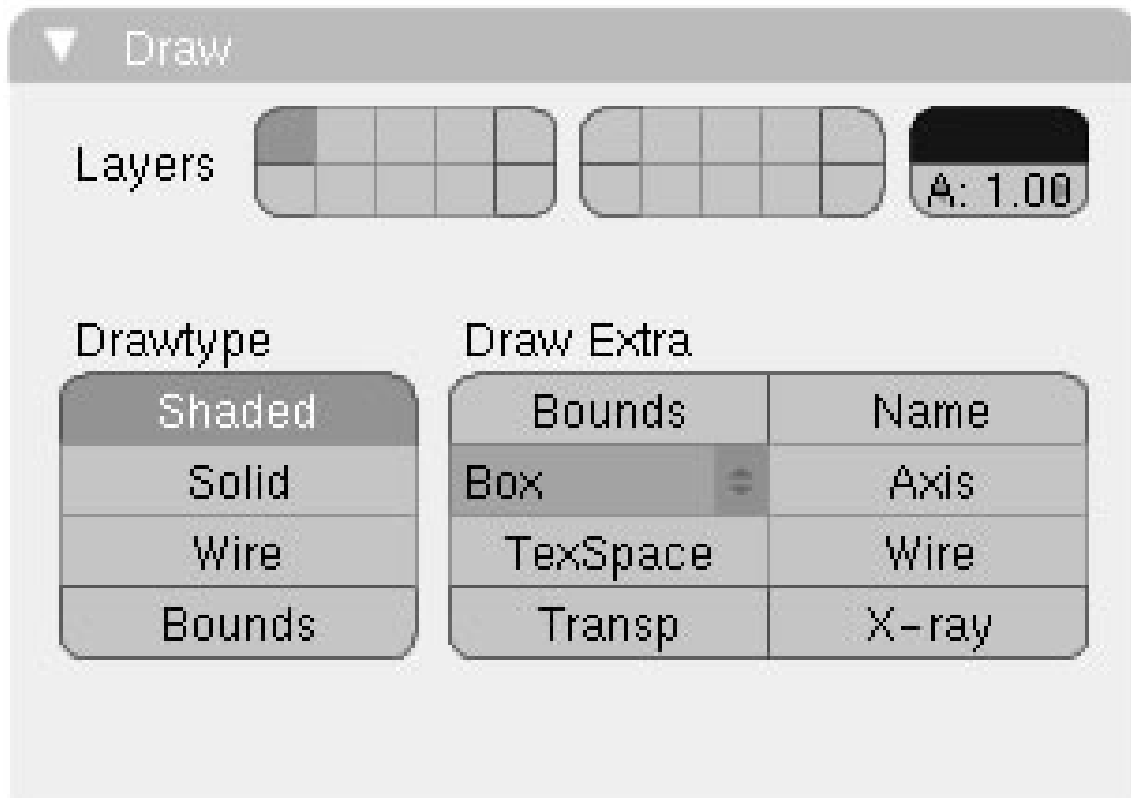 Draw
Layers
A: 1.00
Drawtype
Draw Extra
Shaded
Bounds
Name
Solid
Box
Axis
Wire
TexSpace
Wire
Bounds
Transp
X-ray